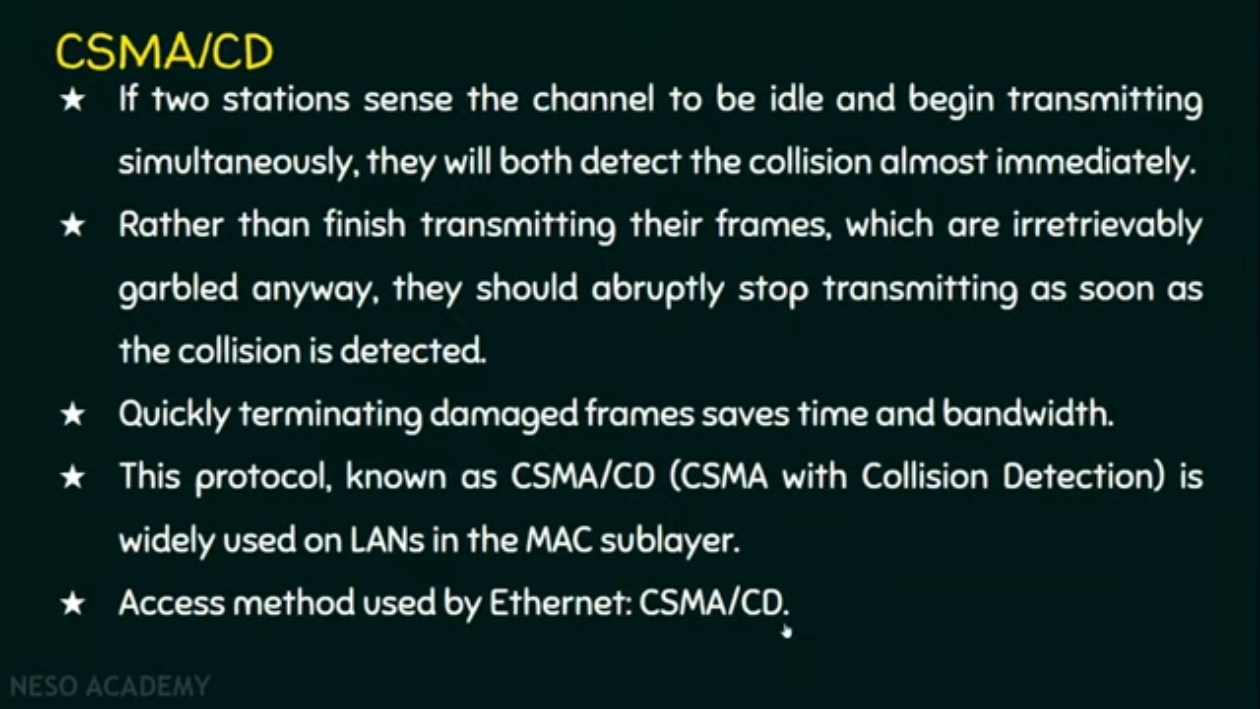 CSMA/CD
★ If two stations sense the channel to be idle and begin transmitting
simultaneously, they will both detect the collision almost immediately.
★ Rather than finish transmitting their frames, which are irretrievably
garbled anyway, they should abruptly stop transmitting as soon as
the collision is detected.
★ Quickly terminating damaged frames saves time and bandwidth.
★ This protocol, known as CSMA/CD (CSMA with Collision Detection) is
widely used on LANs in the MAC sublayer.
★ Access method used by Ethernet: CSMA/CD.
NESO ACADEMY